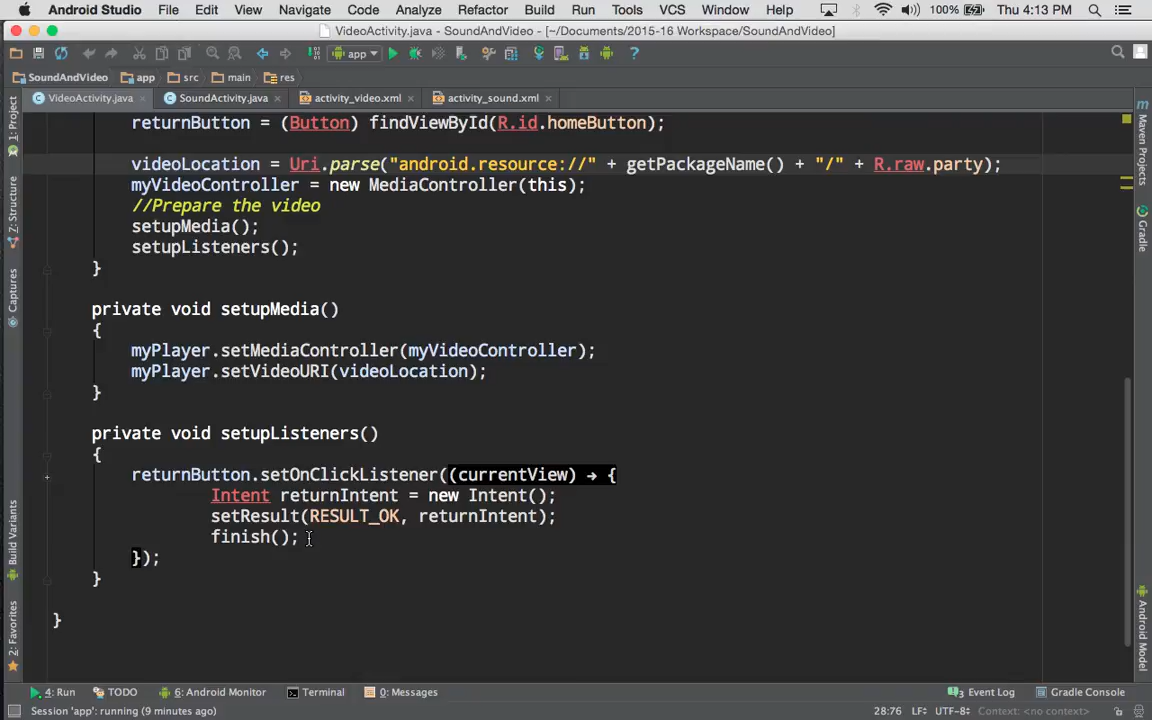 Android Studio File Edit View Navigate Code Analyze Refactor Build Run Tools VCS Window Help 100% Thu 4:13 PM
VideoActivity.java - SoundAndVideo - [~/Documents/2015-16 Workspace/SoundAndVideo]
app
SoundAndVideo app src main res
VideoActivity.java SoundActivity.java activity_video.xml activity_sound.xml
returnButton = (Button) findViewById(R.id.homeButton);
videoLocation = Uri.parse("android.resource://" + getPackageName() + "/" + R.raw.party);
myVideoController = new MediaController(this);
//Prepare the video
setupMedia();
setupListeners();
}
private void setupMedia()
{
myPlayer.setMediaController(myVideoController);
myPlayer.setVideoURI(videoLocation);
}
private void setupListeners()
{
returnButton.setOnClickListener((currentView) → {
Intent returnIntent = new Intent();
setResult(RESULT_OK, returnIntent);
finish();
});
}
}
1: Project
Z: Structure
Captures
Build Variants
2: Favorites
Maven Projects
Gradle
Android Model
4: Run TODO 6: Android Monitor Terminal 0: Messages 3 Event Log Gradle Console
Session 'app': running (9 minutes ago) 28:76 LF÷ UTF-8÷ Context: <no context>